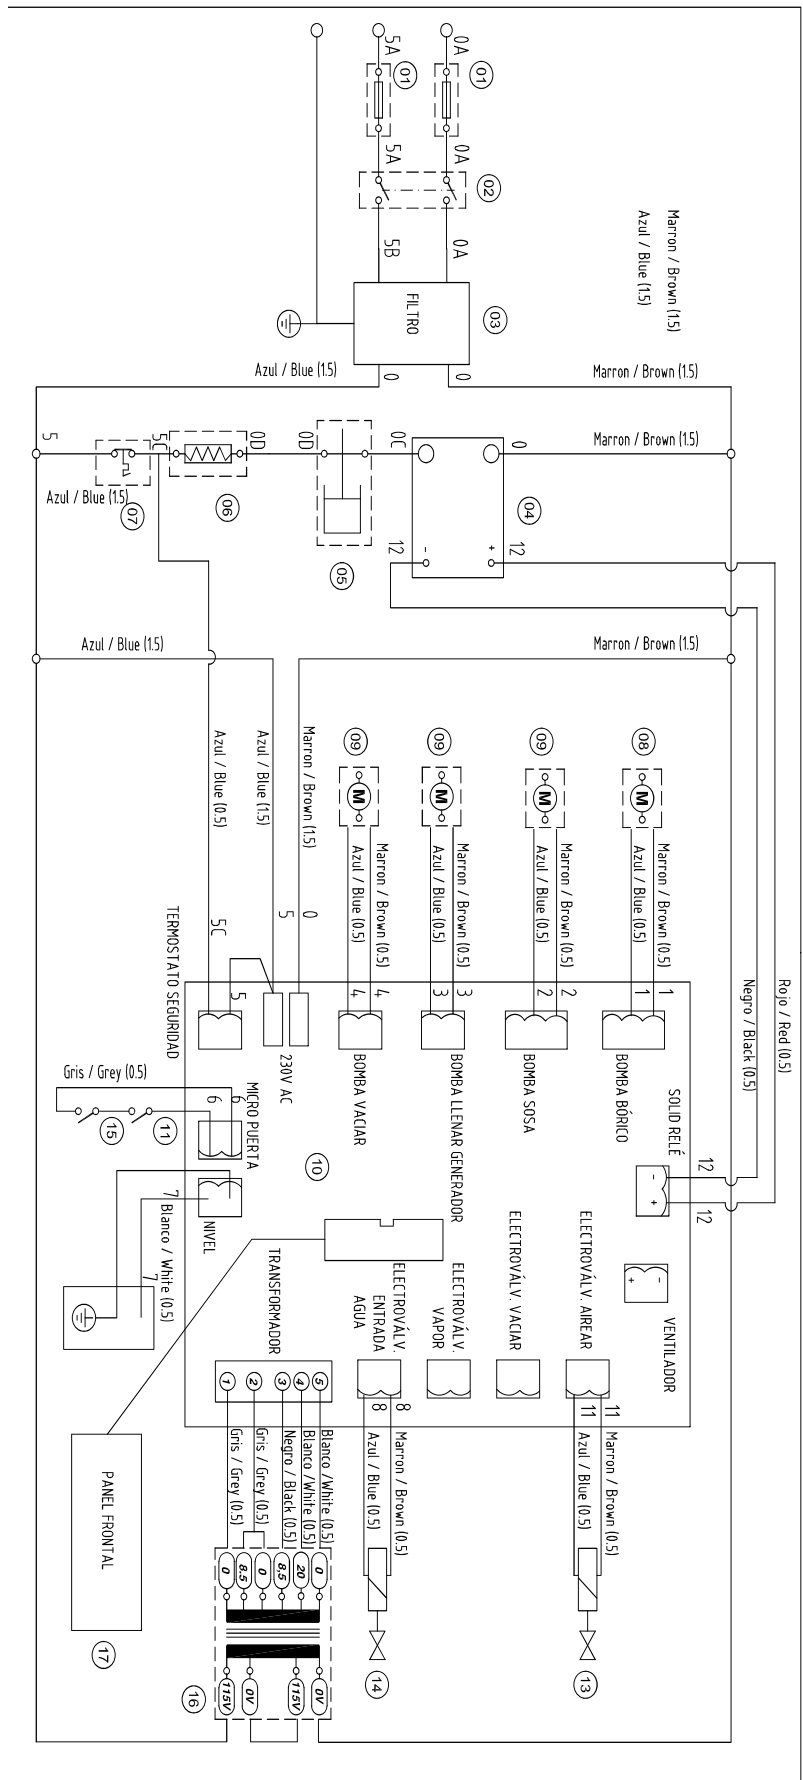 0A
5A
01
01
0A
5A
02
0A
5B
Marron / Brown (1.5)
Azul / Blue (1.5)
03
FILTRO
0
0
Azul / Blue (1.5)
Marron / Brown (1.5)
5
5C
0D
0D
0C
0
Marron / Brown (1.5)
Azul / Blue (1.5)
07
06
05
04
12
12
-
+
Azul / Blue (1.5)
Marron / Brown (1.5)
Azul / Blue (0.5)
Azul / Blue (1.5)
Marron / Brown (1.5)
09
09
09
08
M
M
M
M
Azul / Blue (0.5)
Marron / Brown (0.5)
Azul / Blue (0.5)
Marron / Brown (0.5)
Azul / Blue (0.5)
Marron / Brown (0.5)
Azul / Blue (0.5)
Marron / Brown (0.5)
5C
5
0
5
4
4
3
3
2
2
1
1
Negro / Black (0.5)
Rojo / Red (0.5)
TERMOSTATO SEGURIDAD
230V AC
BOMBA VACIAR
BOMBA LLENAR GENERADOR
BOMBA SOSA
BOMBA BÓRICO
SOLID RELÉ
12
12
-
+
Gris / Grey (0.5)
6
6
MICRO PUERTA
15
11
10
NIVEL
7
7
Blanco / White (0.5)
TRANSFORMADOR
ELECTROVÁLV.
ENTRADA
AGUA
ELECTROVÁLV.
VAPOR
ELECTROVÁLV. VACIAR
ELECTROVÁLV. AIREAR
VENTILADOR
+
-
1
2
3
4
5
8
8
11
11
Gris / Grey (0.5)
Gris / Grey (0.5)
Negro / Black (0.5)
Blanco /White (0.5)
Blanco /White (0.5)
Azul / Blue (0.5)
Marron / Brown (0.5)
Azul / Blue (0.5)
Marron / Brown (0.5)
PANEL FRONTAL
17
0
8.5
0
8,5
20
0
14
13
16
115V
0V
115V
0V